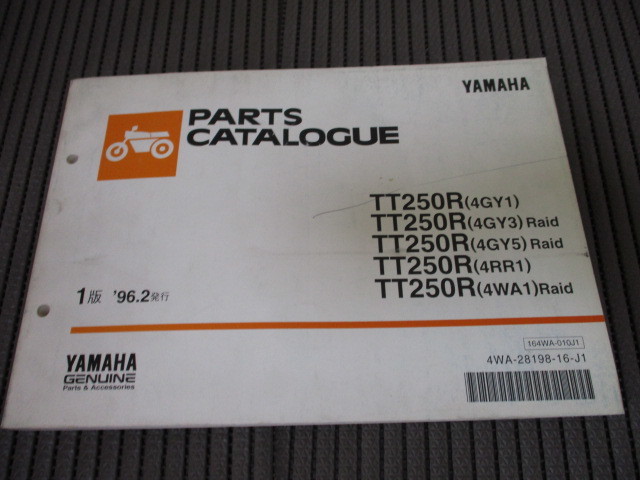 YAMAHA
PARTS
CATALOGUE
TT250R(4GY1)
TT250R(4GY3)Raid
TT250R(4GY5)Raid
TT250R(4RR1)
TT250R(4WA1)Raid
1版 '96.2発行
164WA-010J1
4WA-28198-16-J1
YAMAHA
GENUINE
Parts & Accessories